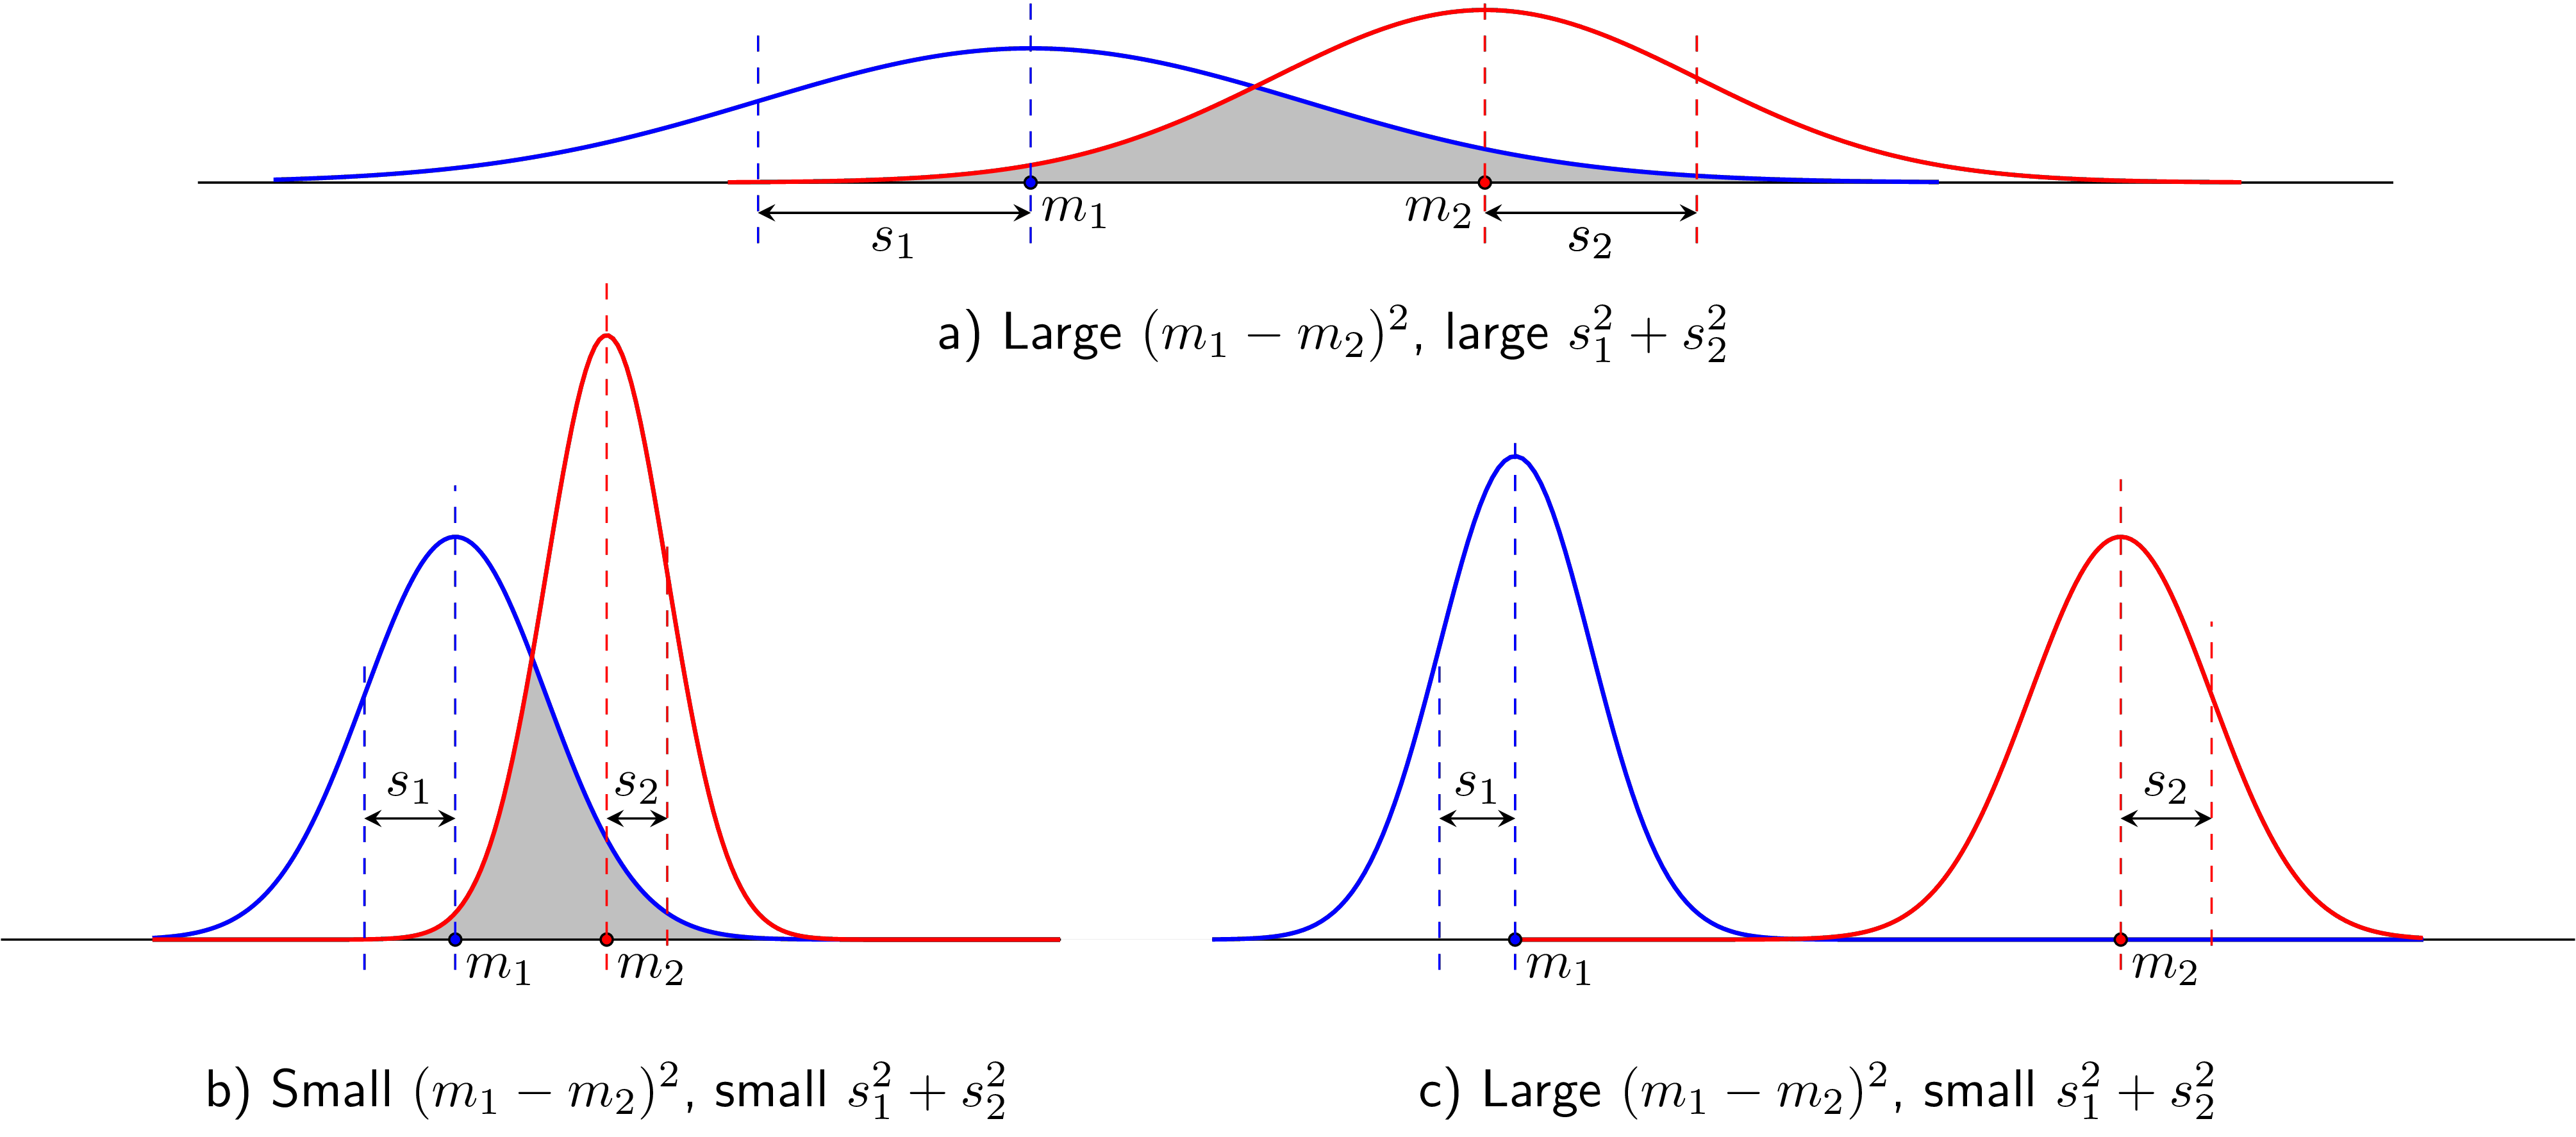 m₁ m₂
s₁ s₂
a) Large (m₁ − m₂)², large s₁² + s₂²
s₁ s₂ s₁ s₂
m₁ m₂ m₁ m₂
b) Small (m₁ − m₂)², small s₁² + s₂²
c) Large (m₁ − m₂)², small s₁² + s₂²